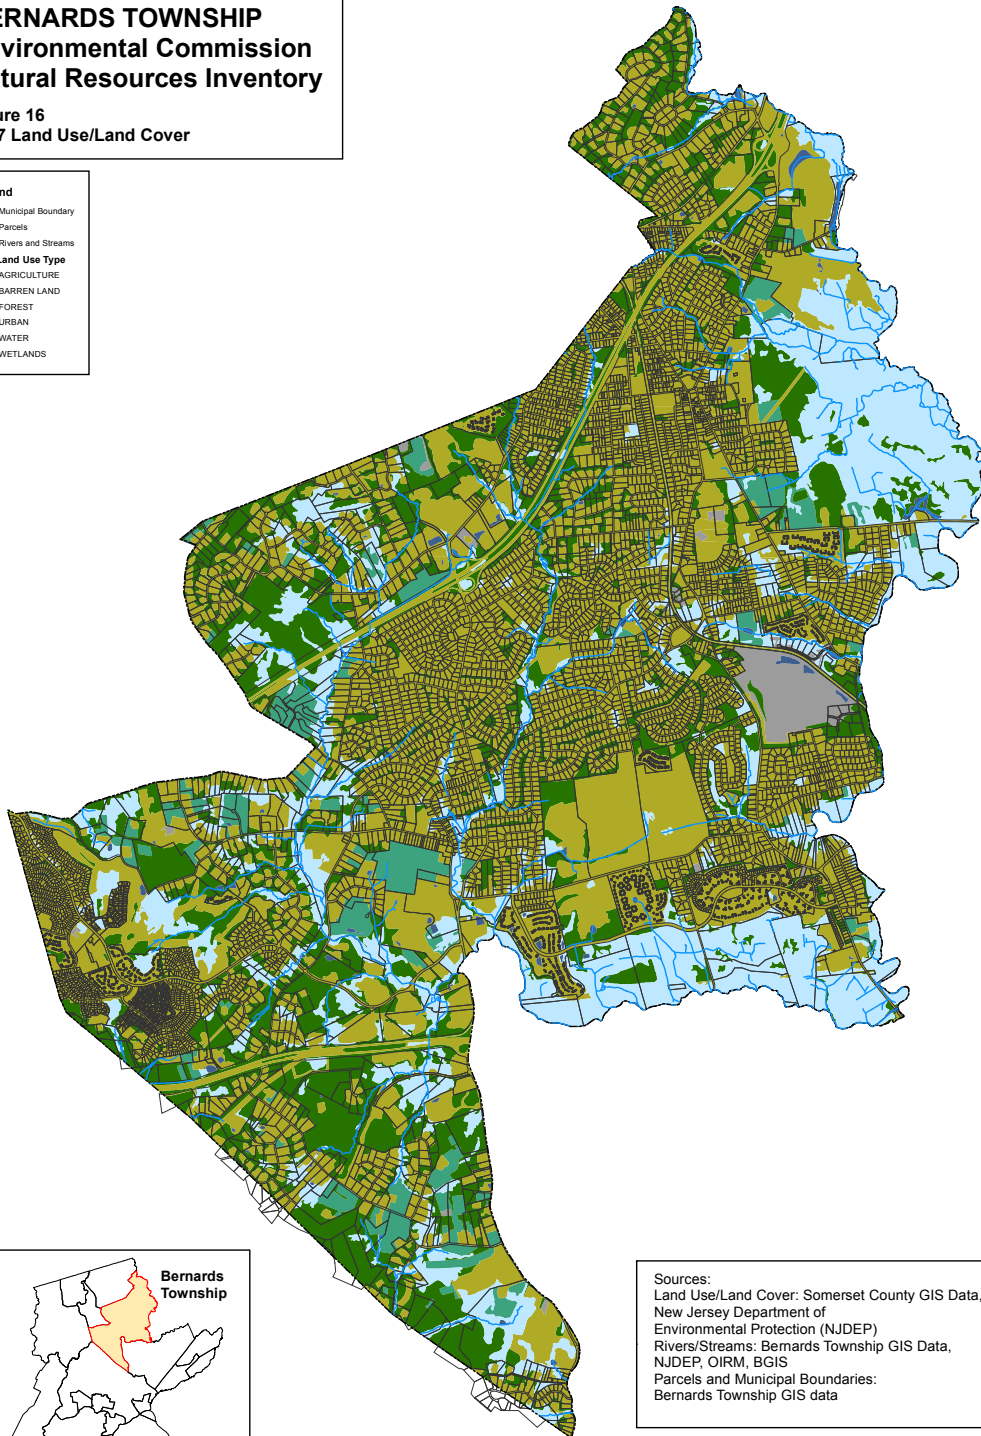 ERNARDS TOWNSHIP
vironmental Commission
tural Resources Inventory
ure 16
7 Land Use/Land Cover
nd
Municipal Boundary
Parcels
Rivers and Streams
Land Use Type
AGRICULTURE
BARREN LAND
FOREST
URBAN
WATER
WETLANDS
Bernards
Township
Sources:
Land Use/Land Cover: Somerset County GIS Data,
New Jersey Department of
Environmental Protection (NJDEP)
Rivers/Streams: Bernards Township GIS Data,
NJDEP, OIRM, BGIS
Parcels and Municipal Boundaries:
Bernards Township GIS data